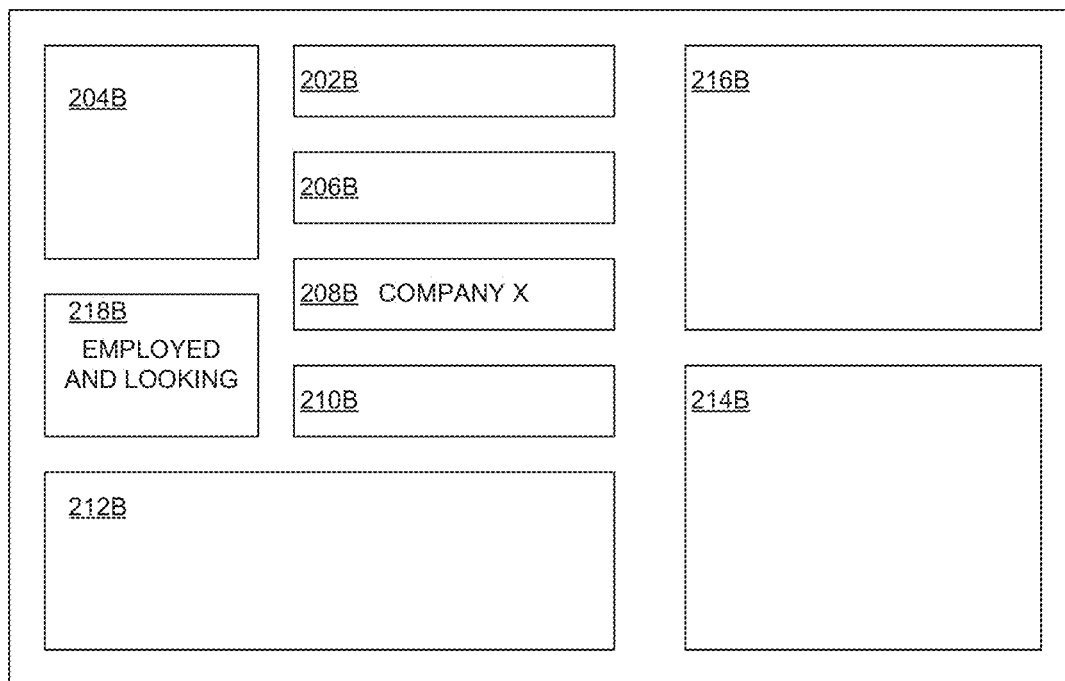 204B
202B
216B
206B
208B COMPANY X
218B
EMPLOYED
AND LOOKING
210B
214B
212B